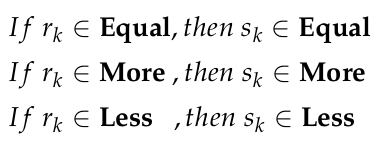 If r_k ∈ Equal, then s_k ∈ Equal
If r_k ∈ More , then s_k ∈ More
If r_k ∈ Less , then s_k ∈ Less